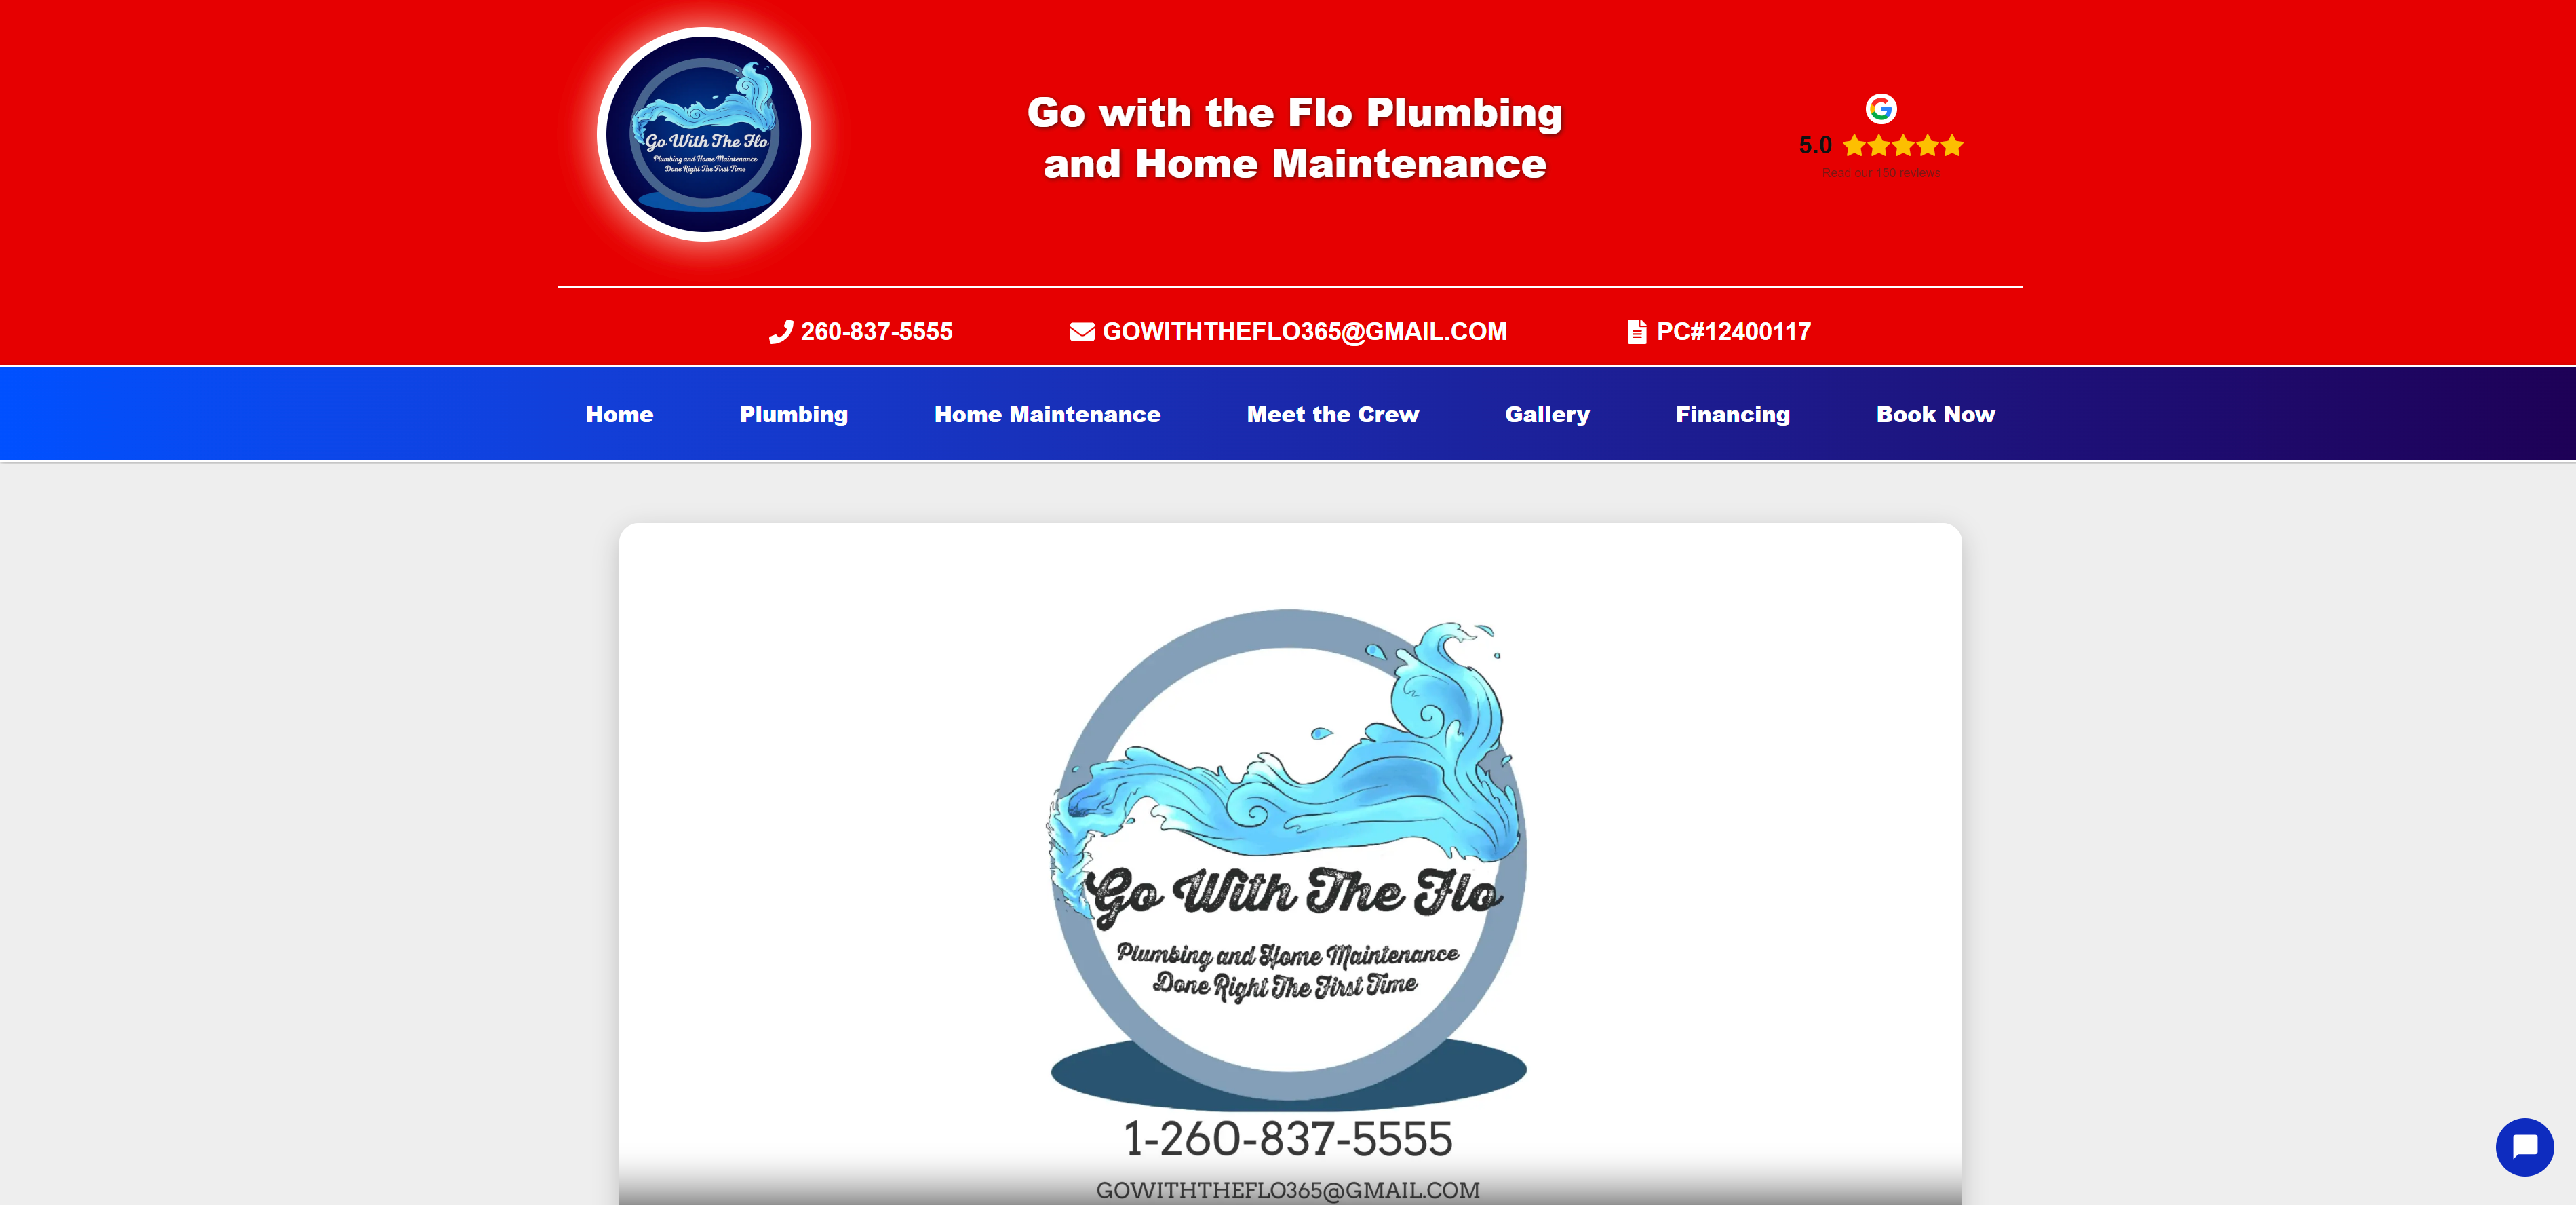 Go With The Flo
Plumbing and Home Maintenance
Done Right The First Time
Go with the Flo Plumbing
and Home Maintenance
5.0
Read our 150 reviews
260-837-5555
GOWITHTHEFLO365@GMAIL.COM
PC#12400117
Home
Plumbing
Home Maintenance
Meet the Crew
Gallery
Financing
Book Now
Go With The Flo
Plumbing and Home Maintenance
Done Right The First Time
1-260-837-5555
GOWITHTHEFLO365@GMAIL.COM